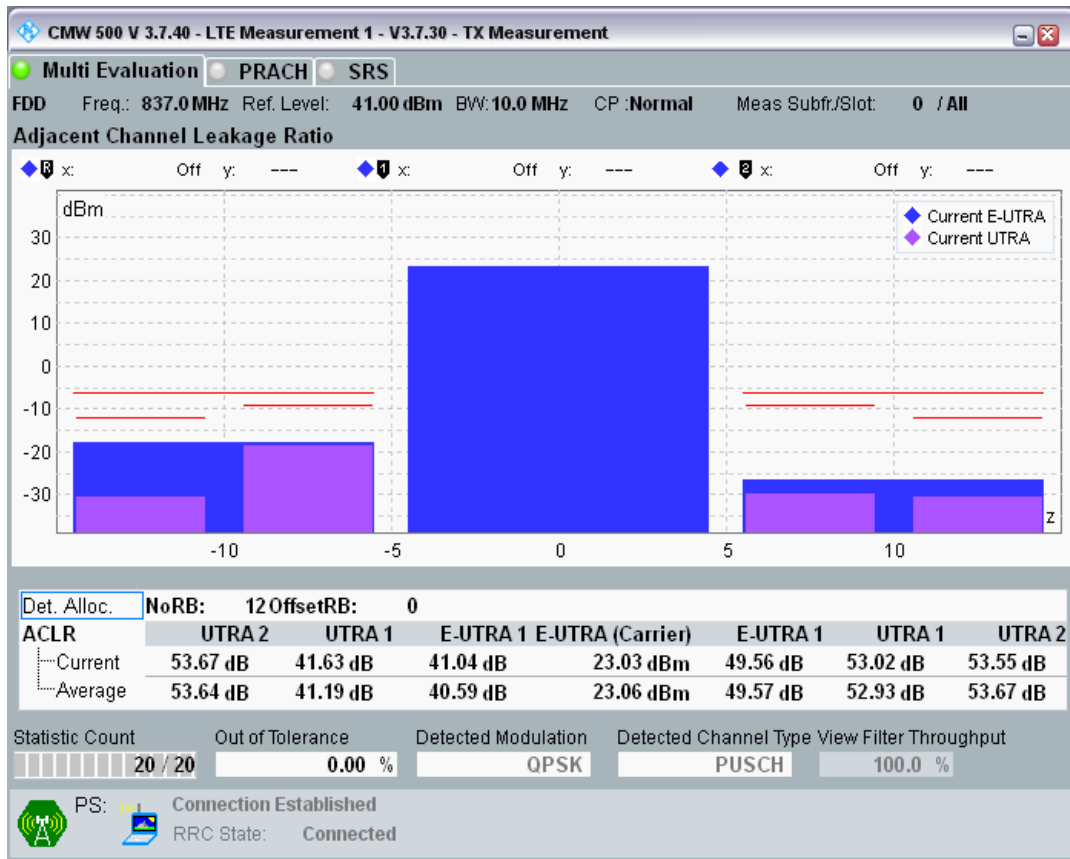 CMW 500 V 3.7.40 - LTE Measurement 1 - V3.7.30 - TX Measurement
Multi Evaluation PRACH SRS
FDD Freq.: 837.0 MHz Ref. Level: 41.00 dBm BW: 10.0 MHz CP :Normal Meas Subfr./Slot: 0 / All
Adjacent Channel Leakage Ratio
R x: Off y: --- 1 x: Off y: --- 2 x: Off y: ---
dBm
Current E-UTRA
Current UTRA
30
20
10
0
-10
-20
-30
z
-10 -5 0 5 10
Det. Alloc. NoRB: 12 OffsetRB: 0
ACLR UTRA 2 UTRA 1 E-UTRA 1 E-UTRA (Carrier) E-UTRA 1 UTRA 1 UTRA 2
Current 53.67 dB 41.63 dB 41.04 dB 23.03 dBm 49.56 dB 53.02 dB 53.55 dB
Average 53.64 dB 41.19 dB 40.59 dB 23.06 dBm 49.57 dB 52.93 dB 53.67 dB
Statistic Count Out of Tolerance Detected Modulation Detected Channel Type View Filter Throughput
20 / 20 0.00 % QPSK PUSCH 100.0 %
PS: Connection Established
RRC State: Connected